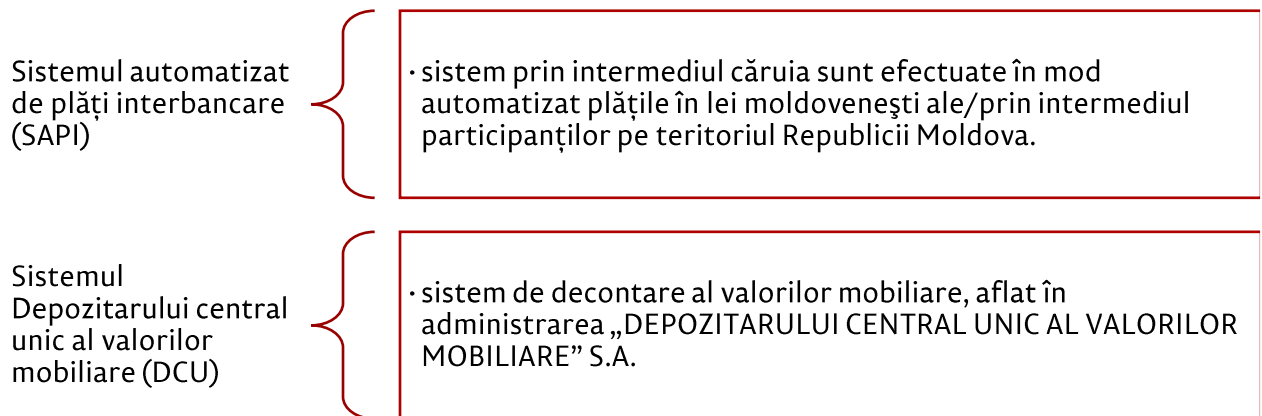 Sistemul automatizat
de plăți interbancare
(SAPI)
• sistem prin intermediul căruia sunt efectuate în mod
automatizat plățile în lei moldoveneşti ale/prin intermediul
participanților pe teritoriul Republicii Moldova.
Sistemul
Depozitarului central
unic al valorilor
mobiliare (DCU)
• sistem de decontare al valorilor mobiliare, aflat în
administrarea „DEPOZITARULUI CENTRAL UNIC AL VALORILOR
MOBILIARE” S.A.